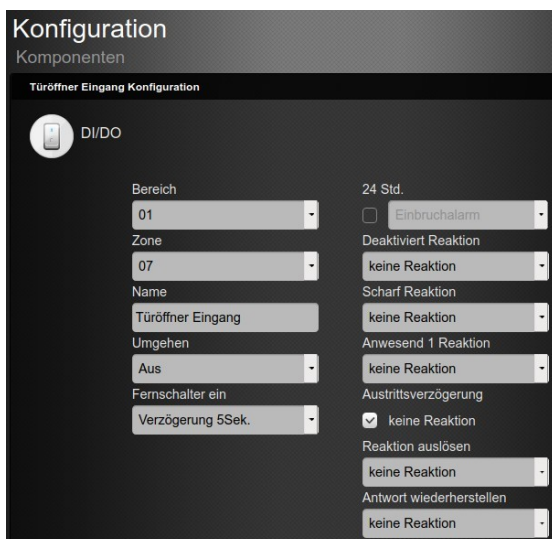 Konfiguration
Komponenten
Türöffner Eingang Konfiguration
DI/DO
Bereich
01
Zone
07
Name
Türöffner Eingang
Umgehen
Aus
Fernschalter ein
Verzögerung 5Sek.
24 Std.
Einbruchalarm
Deaktiviert Reaktion
keine Reaktion
Scharf Reaktion
keine Reaktion
Anwesend 1 Reaktion
keine Reaktion
Austrittsverzögerung
keine Reaktion
Reaktion auslösen
keine Reaktion
Antwort wiederherstellen
keine Reaktion